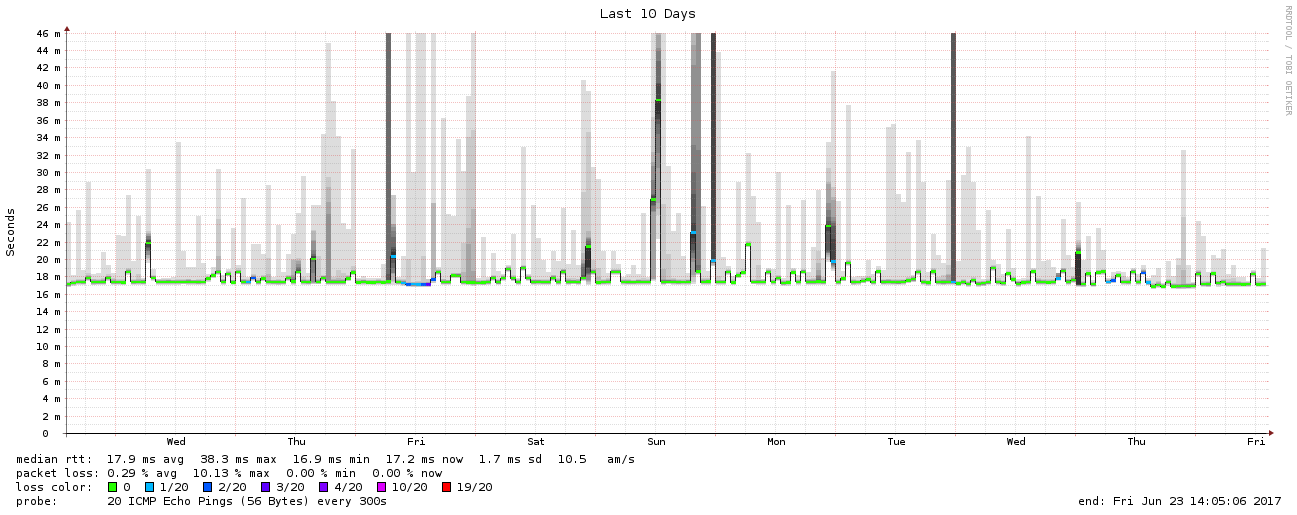 Last 10 Days
RRDTOOL / TOBI OETIKER
Seconds
46 m
44 m
42 m
40 m
38 m
36 m
34 m
32 m
30 m
28 m
26 m
24 m
22 m
20 m
18 m
16 m
14 m
12 m
10 m
8 m
6 m
4 m
2 m
0
Wed Thu Fri Sat Sun Mon Tue Wed Thu Fri
median rtt: 17.9 ms avg 38.3 ms max 16.9 ms min 17.2 ms now 1.7 ms sd 10.5 am/s
packet loss: 0.29 % avg 10.13 % max 0.00 % min 0.00 % now
loss color: 0 1/20 2/20 3/20 4/20 10/20 19/20
probe: 20 ICMP Echo Pings (56 Bytes) every 300s end: Fri Jun 23 14:05:06 2017